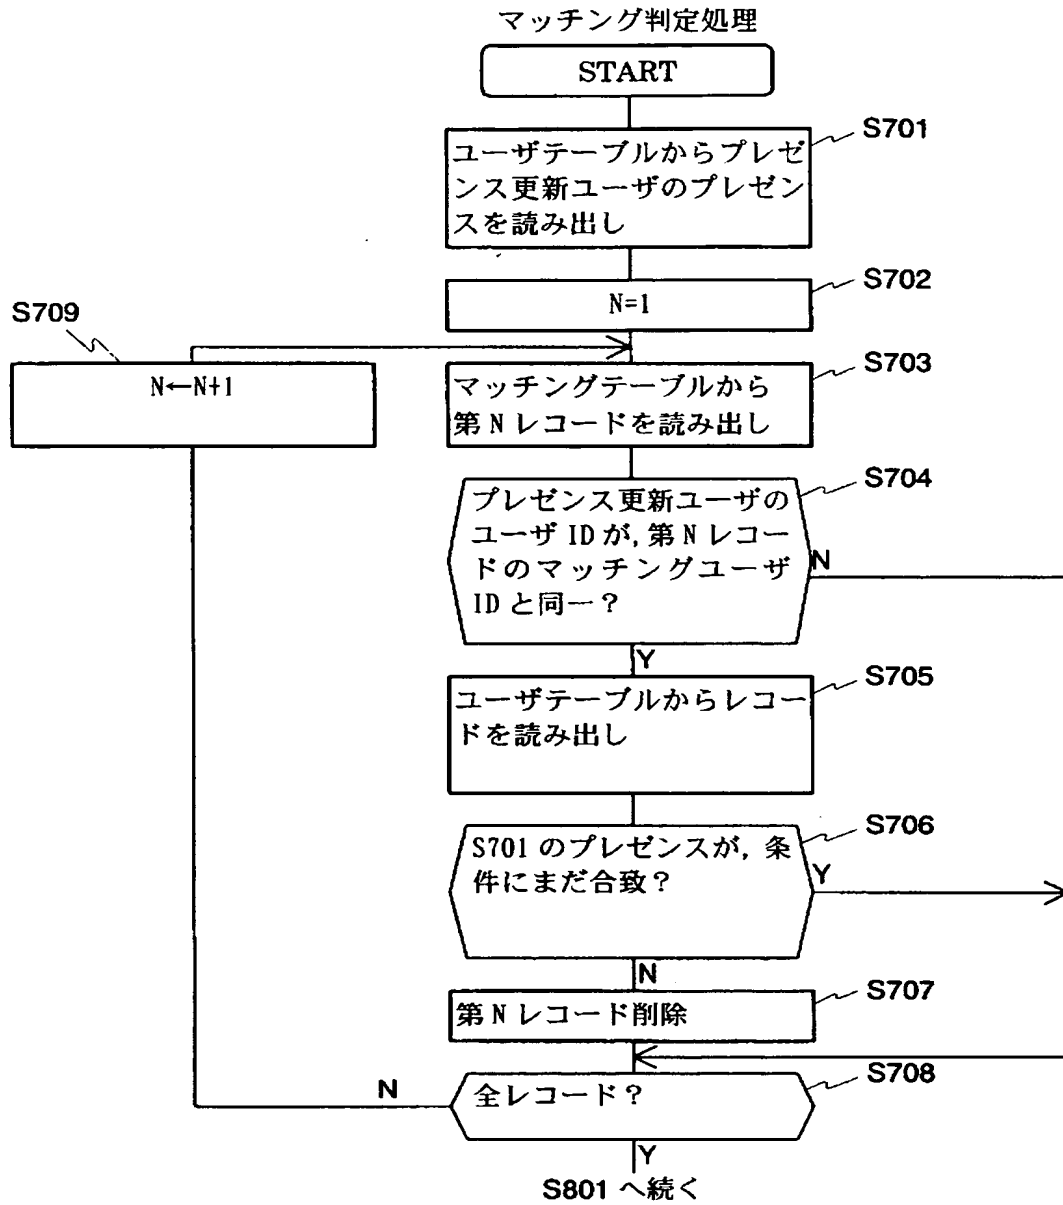 マッチング判定処理
START
S701
ユーザテーブルからプレゼ
ンス更新ユーザのプレゼン
スを読み出し
S702
N=1
S709
N←N+1
S703
マッチングテーブルから
第Nレコードを読み出し
S704
プレゼンス更新ユーザの
ユーザIDが,第Nレコー
ドのマッチングユーザ
IDと同一?
N
Y
S705
ユーザテーブルからレコー
ドを読み出し
S706
S701のプレゼンスが,条
件にまだ合致?
Y
N
S707
第Nレコード削除
S708
全レコード?
N
Y
S801へ続く